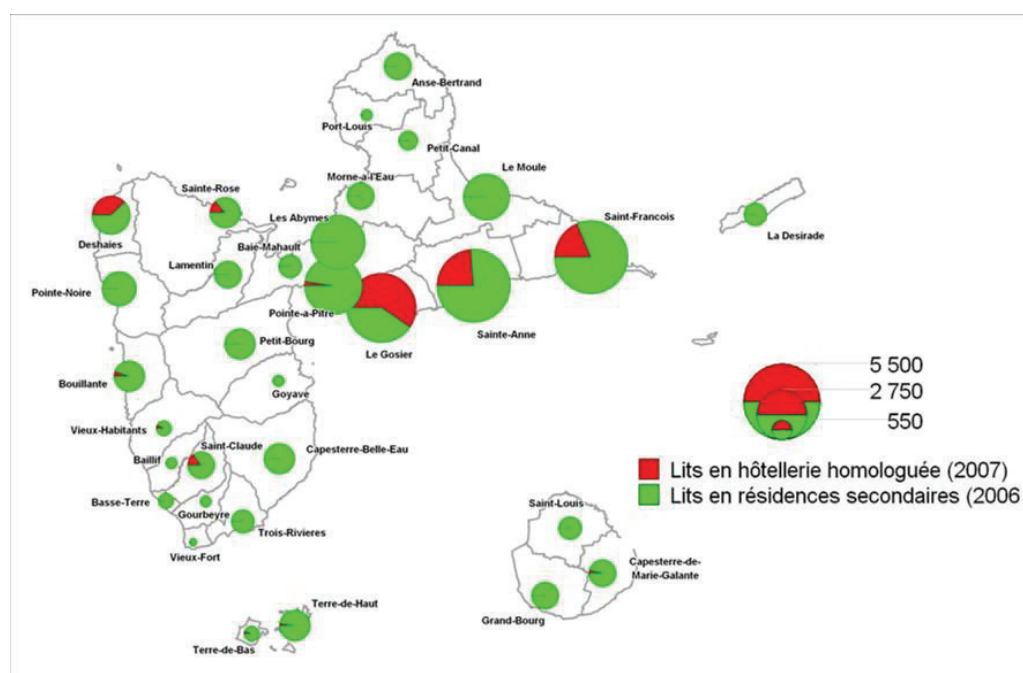 Anse-Bertrand
Port-Louis
Petit-Canal
Le Moule
Morne-a-l'Eau
Sainte-Rose
Saint-Francois
Les Abymes
La Desirade
Deshaies
Baie-Mahault
Lamentin
Pointe-Noire
Pointe-a-Pitre
Sainte-Anne
Petit-Bourg
Le Gosier
Bouillante
Goyave
Vieux-Habitants
Saint-Claude
Capesterre-Belle-Eau
Baillif
Basse-Terre
Gourbeyre
Trois-Rivieres
Vieux-Fort
Terre-de-Haut
Terre-de-Bas
5 500
2 750
550
Lits en hôtellerie homologuée (2007)
Lits en résidences secondaires (2006
Saint-Louis
Capesterre-de-
Marie-Galante
Grand-Bourg